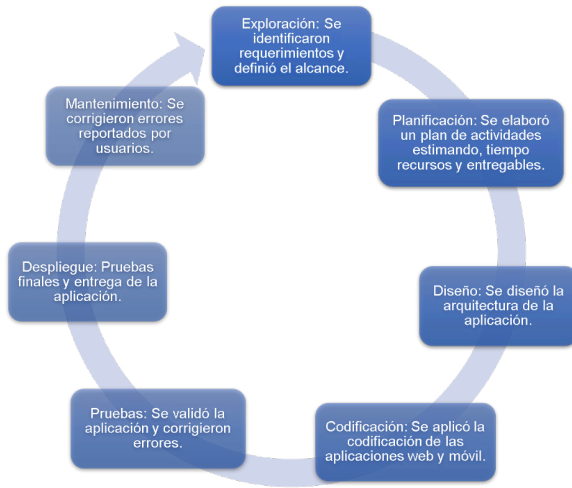 Exploración: Se
identificaron
requerimientos y
definió el alcance.
Planificación: Se elaboró
un plan de actividades
estimando, tiempo
recursos y entregables.
Diseño: Se diseñó la
arquitectura de la
aplicación.
Codificación: Se aplicó la
codificación de las
aplicaciones web y móvil.
Pruebas: Se validó la
aplicación y corrigieron
errores.
Despliegue: Pruebas
finales y entrega de la
aplicación.
Mantenimiento: Se
corrigieron errores
reportados por
usuarios.